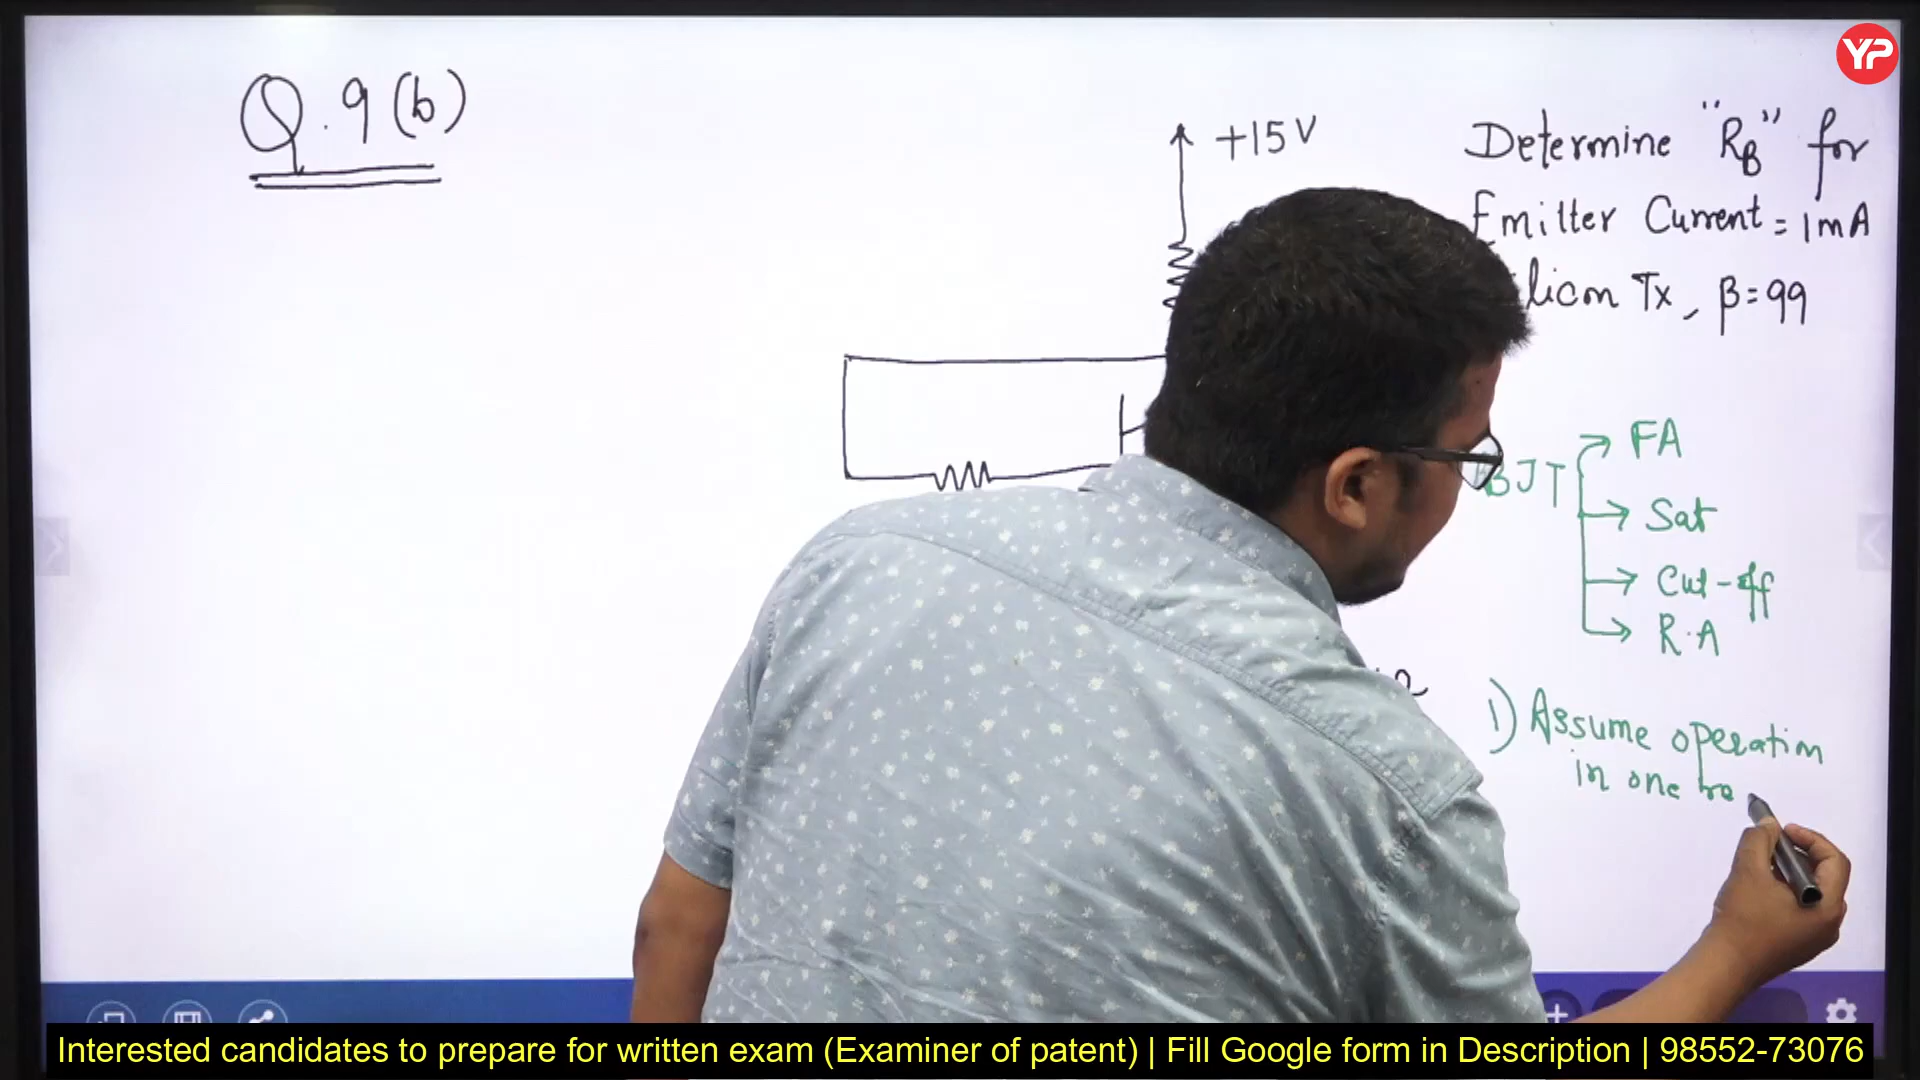 YP
Q.9(b)
+15V
Determine "RB" for
Emitter Current = 1mA
licon Tx, β=99
BJT
FA
Sat
Cut-off
R.A
1) Assume operation
in one re
Interested candidates to prepare for written exam (Examiner of patent) | Fill Google form in Description | 98552-73076